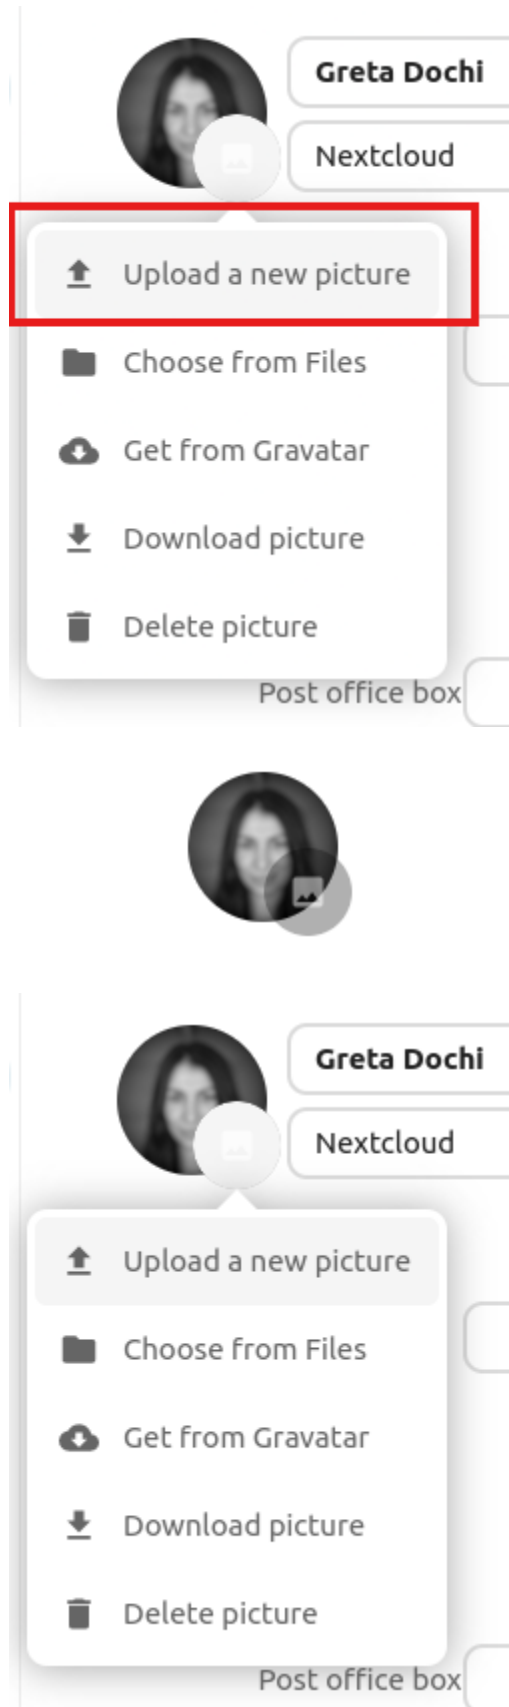 Greta Dochi
Nextcloud
Upload a new picture
Choose from Files
Get from Gravatar
Download picture
Delete picture
Post office box
Greta Dochi
Nextcloud
Upload a new picture
Choose from Files
Get from Gravatar
Download picture
Delete picture
Post office box